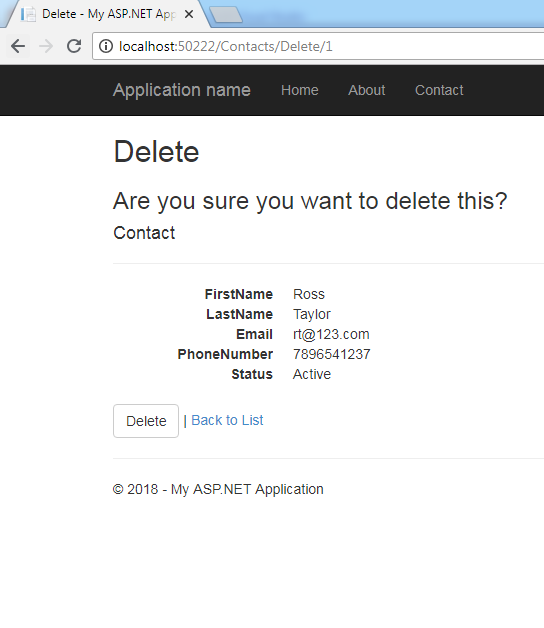 Delete - My ASP.NET App
localhost:50222/Contacts/Delete/1
Application name Home About Contact
Delete
Are you sure you want to delete this?
Contact
FirstName Ross
LastName Taylor
Email rt@123.com
PhoneNumber 7896541237
Status Active
Delete | Back to List
© 2018 - My ASP.NET Application